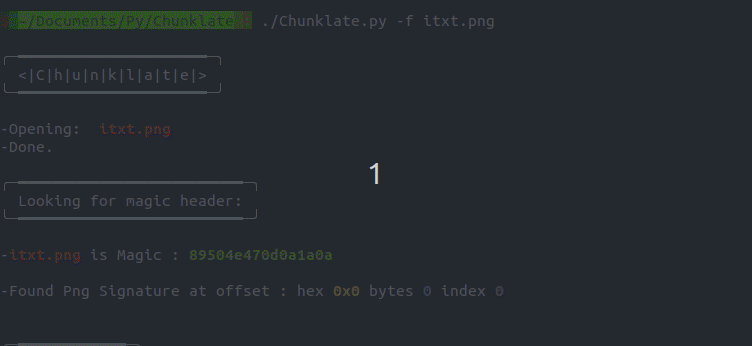 ~/Documents/Py/Chunklate ./Chunklate.py -f itxt.png
<|C|h|u|n|k|l|a|t|e|>
-Opening: itxt.png
-Done.
1
Looking for magic header:
-itxt.png is Magic : 89504e470d0a1a0a
-Found Png Signature at offset : hex 0x0 bytes 0 index 0